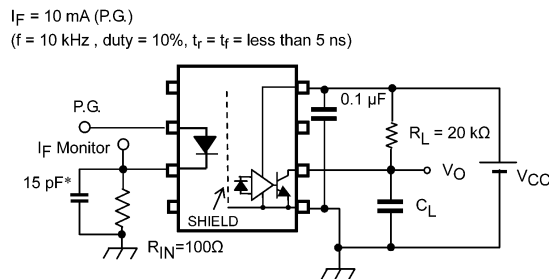 IF = 10 mA (P.G.)
(f = 10 kHz , duty = 10%, tr = tf = less than 5 ns)
P.G.
IF Monitor
15 pF*
RIN=100Ω
SHIELD
0.1 μF
RL = 20 kΩ
VO
VCC
CL